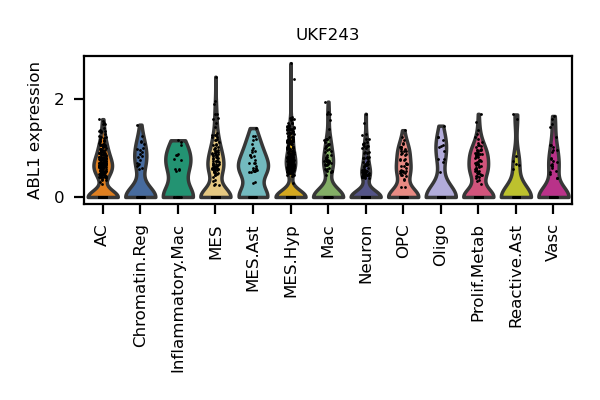 UKF243
ABL1 expression
2
0
AC
Chromatin.Reg
Inflammatory.Mac
MES
MES.Ast
MES.Hyp
Mac
Neuron
OPC
Oligo
Prolif.Metab
Reactive.Ast
Vasc